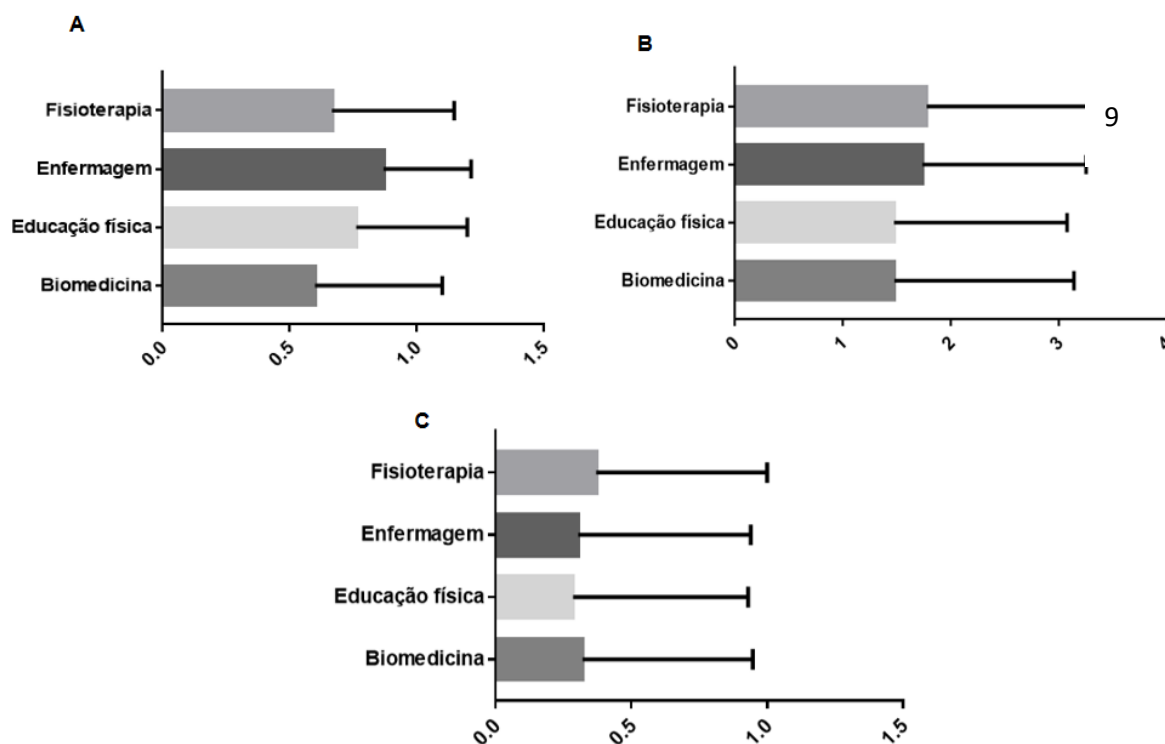 A
Fisioterapia
Enfermagem
Educação física
Biomedicina
0.0 0.5 1.0 1.5
B
Fisioterapia
Enfermagem
Educação física
Biomedicina
0 1 2 3 4
9
C
Fisioterapia
Enfermagem
Educação física
Biomedicina
0.0 0.5 1.0 1.5